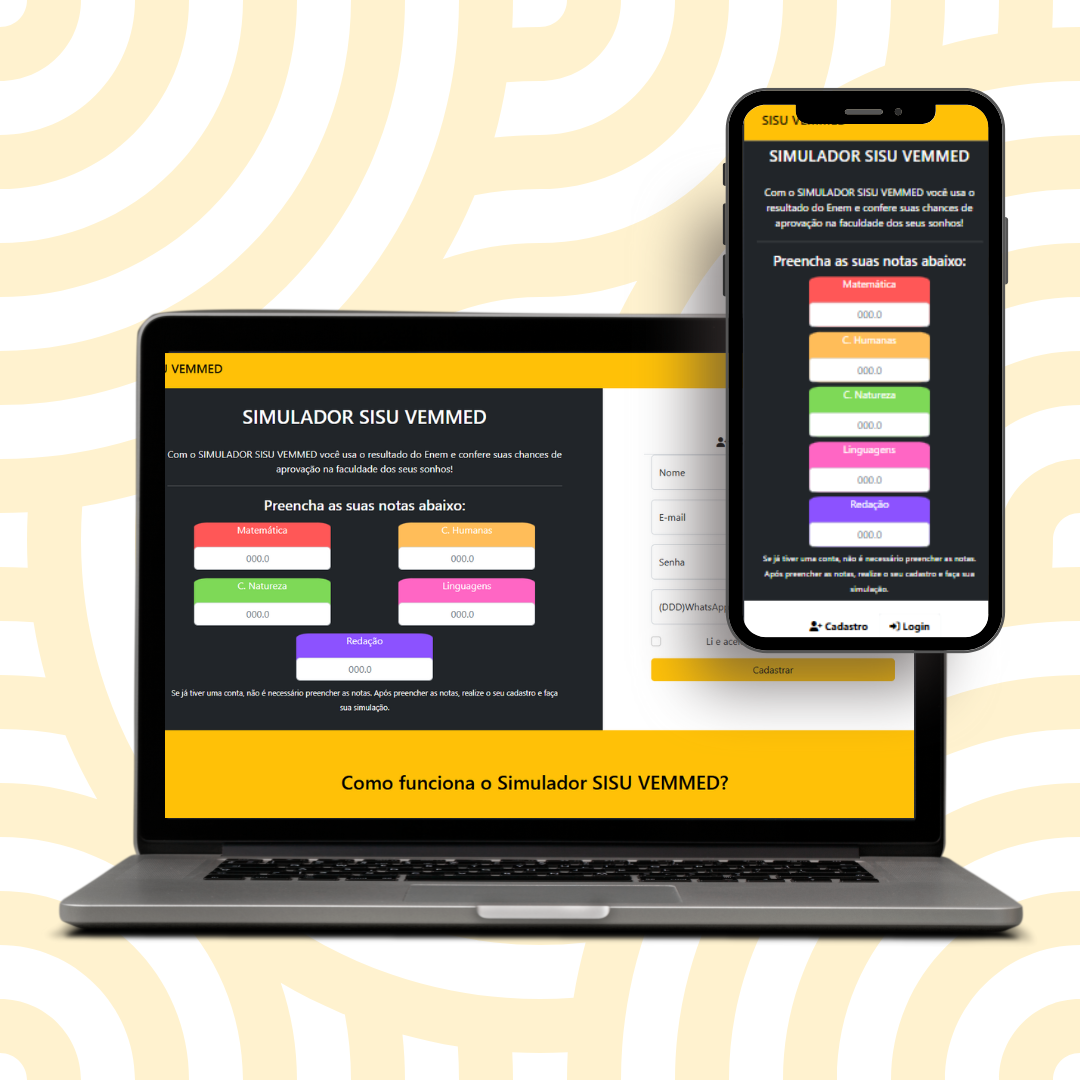 SISU
SIMULADOR SISU VEMMED
Com o SIMULADOR SISU VEMMED você usa o
resultado do Enem e confere suas chances de
aprovação na faculdade dos seus sonhos!
Preencha as suas notas abaixo:
Matemática
000.0
C. Humanas
000.0
C. Natureza
000.0
Linguagens
000.0
Redação
000.0
Se já tiver uma conta, não é necessário preencher as notas.
Após preencher as notas, realize o seu cadastro e faça sua
simulação.
Cadastro Login
VEMMED
SIMULADOR SISU VEMMED
Com o SIMULADOR SISU VEMMED você usa o resultado do Enem e confere suas chances de
aprovação na faculdade dos seus sonhos!
Preencha as suas notas abaixo:
Matemática C. Humanas
000.0 000.0
C. Natureza Linguagens
000.0 000.0
Redação
000.0
Se já tiver uma conta, não é necessário preencher as notas. Após preencher as notas, realize o seu cadastro e faça
sua simulação.
Nome
E-mail
Senha
(DDD)WhatsApp
Li e
Cadastrar
Como funciona o Simulador SISU VEMMED?